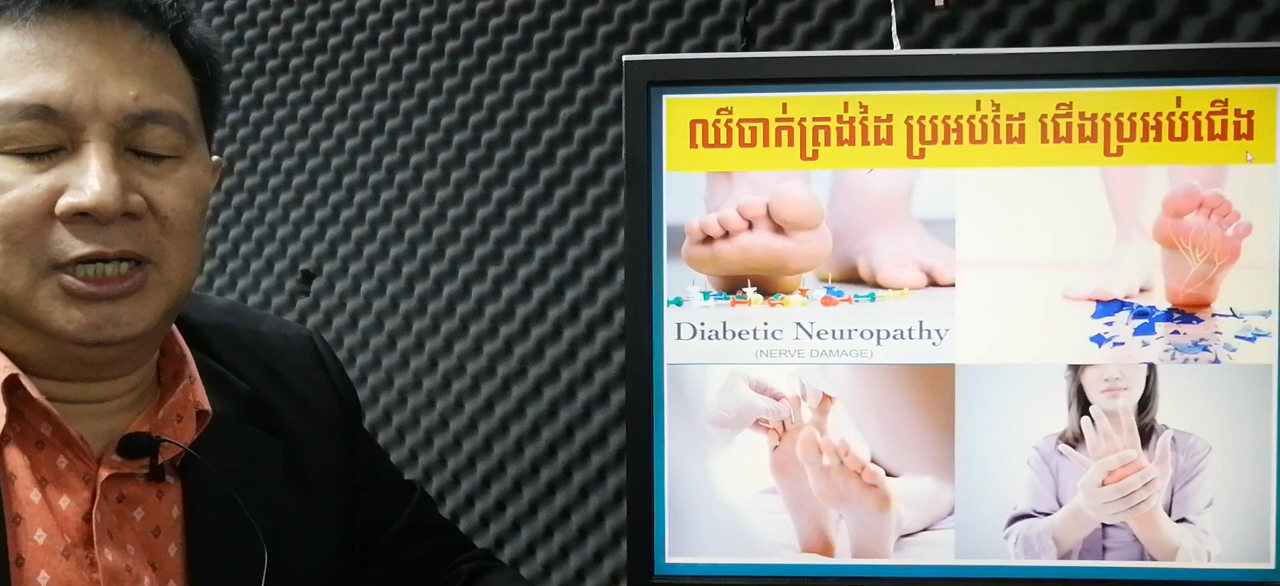 ឈឺចាក់ត្រង់ដៃ ប្រអប់ដៃ ជើងប្រអប់ជើង
Diabetic Neuropathy
(NERVE DAMAGE)